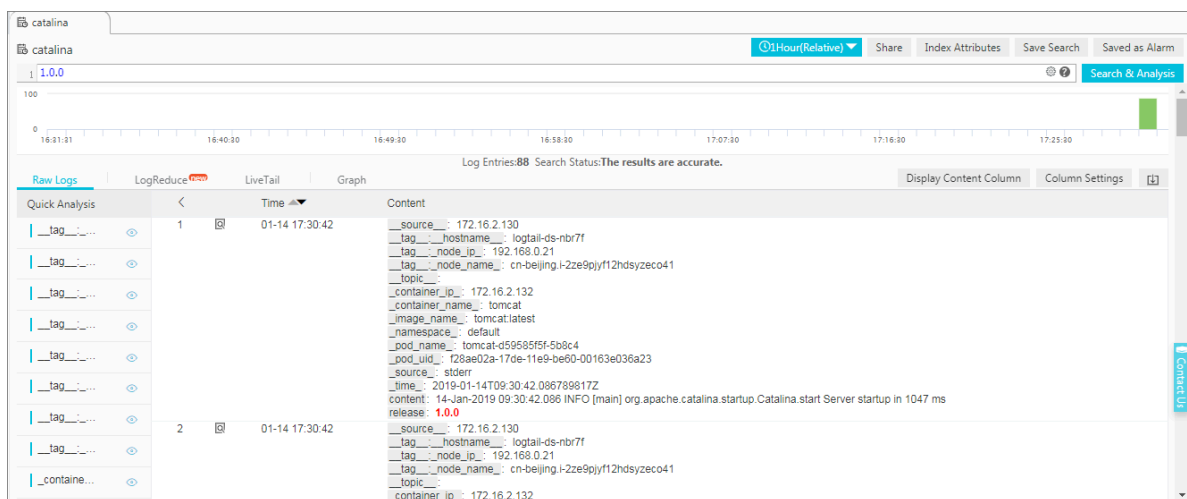 catalina
catalina 1Hour(Relative) Share Index Attributes Save Search Saved as Alarm
1 1.0.0 Search & Analysis
100
0
16:31:31 16:40:30 16:49:30 16:58:30 17:07:30 17:16:30 17:25:30
Log Entries:88 Search Status:The results are accurate.
Raw Logs LogReduce new LiveTail Graph Display Content Column Column Settings
Quick Analysis < Time Content
__tag__:_... 1 01-14 17:30:42 __source__: 172.16.2.130
__tag__:__hostname__: logtail-ds-nbr7f
__tag__:_node_ip_: 192.168.0.21
__tag__:_... __tag__:_node_name_: cn-beijing.i-2ze9pjyf12hdsyzeco41
__topic__:
__tag__:_... _container_ip_: 172.16.2.132
_container_name_: tomcat
__tag__:_... _image_name_: tomcat:latest
_namespace_: default
__tag__:_... _pod_name_: tomcat-d59585f5f-5b8c4
_pod_uid_: f28ae02a-17de-11e9-be60-00163e036a23
_source_: stderr
__tag__:_... _time_: 2019-01-14T09:30:42.086789817Z
content: 14-Jan-2019 09:30:42.086 INFO [main] org.apache.catalina.startup.Catalina.start Server startup in 1047 ms
__tag__:_... release: 1.0.0
2 01-14 17:30:42 __source__: 172.16.2.130
__tag__:__hostname__: logtail-ds-nbr7f
__tag__:_... __tag__:_node_ip_: 192.168.0.21
__tag__:_node_name_: cn-beijing.i-2ze9pjyf12hdsyzeco41
_containe... __topic__:
_container_ip_: 172.16.2.132
Contact Us